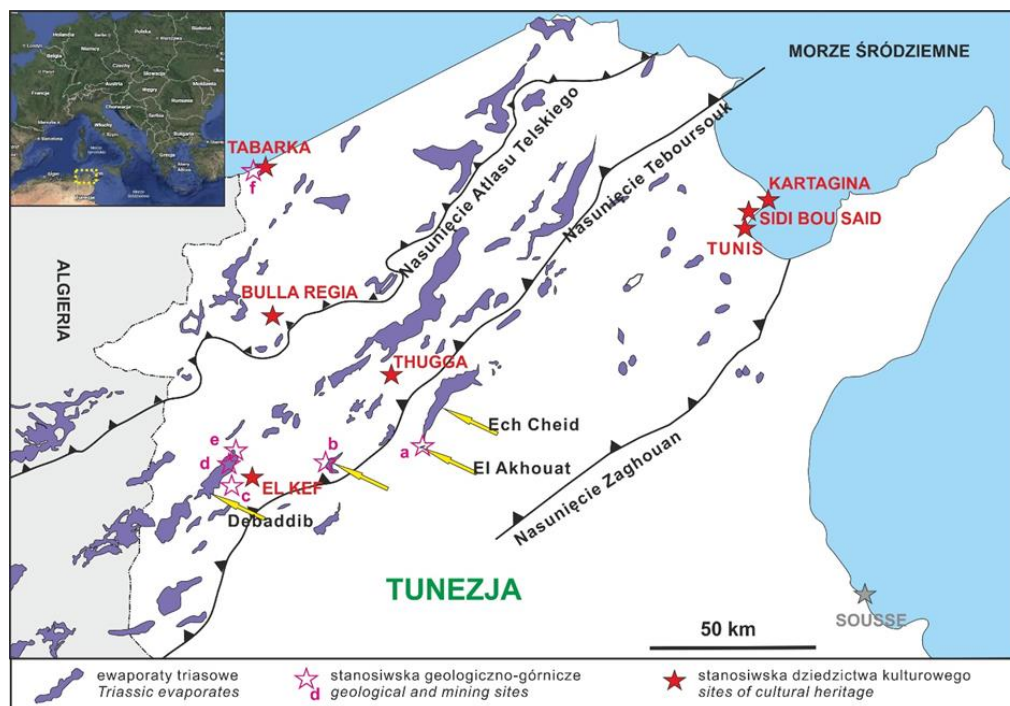 MORZE ŚRÓDZIEMNE
TABARKA
f
Nasunięcie Atlasu Telskiego
Nasunięcie Teboursouk
KARTAGINA
SIDI BOU SAID
TUNIS
ALGIERIA
BULLA REGIA
THUGGA
Ech Cheid
e
b
a
d
El Akhouat
EL KEF
c
Debaddib
Nasunięcie Zaghouan
TUNEZJA
50 km
SOUSSE
ewaporaty triasowe
Triassic evaporates
d
stanosiwska geologiczno-górnicze
geological and mining sites
stanosiwska dziedzictwa kulturowego
sites of cultural heritage